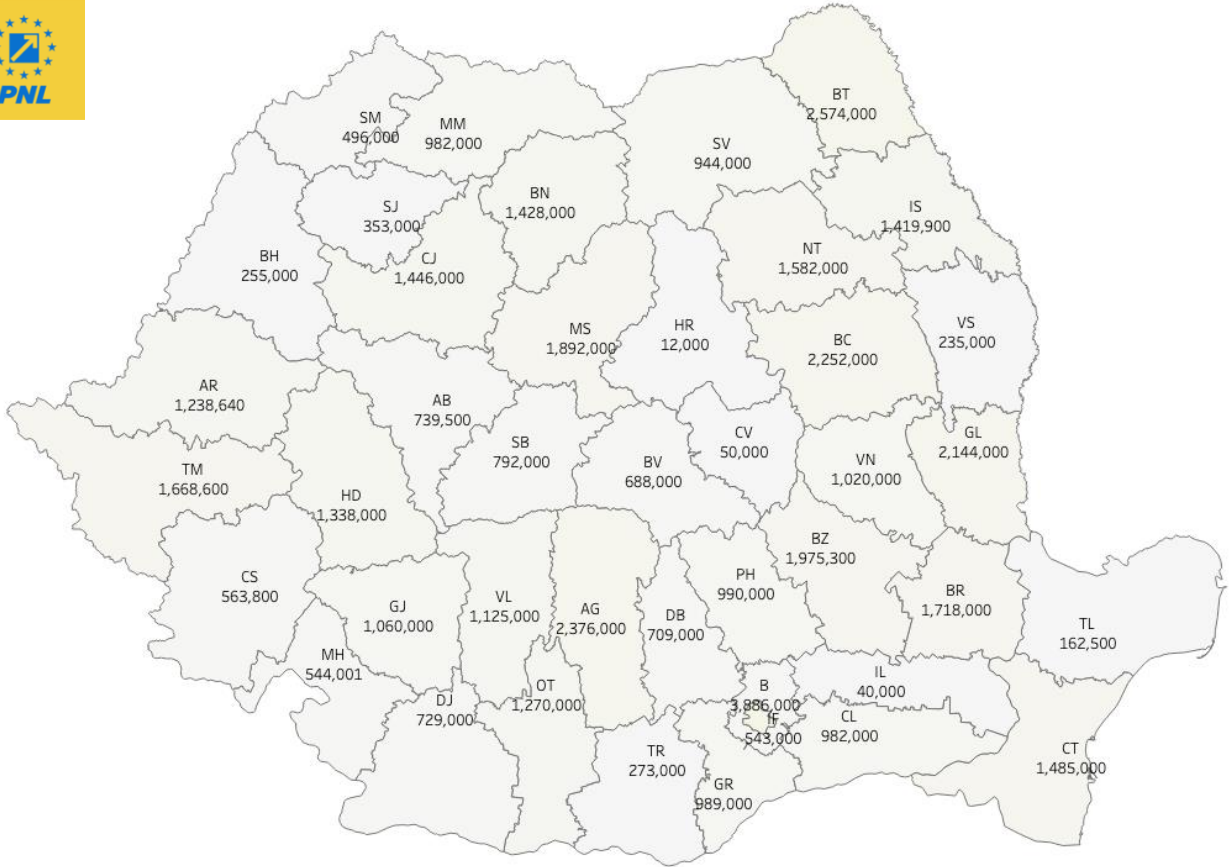 PNL
BT
2,574,000
SM
496,000
MM
982,000
SV
944,000
BN
1,428,000
SJ
353,000
IS
1,419,900
BH
255,000
CJ
1,446,000
NT
1,582,000
MS
1,892,000
HR
12,000
BC
2,252,000
VS
235,000
AR
1,238,640
AB
739,500
SB
792,000
BV
688,000
CV
50,000
VN
1,020,000
GL
2,144,000
TM
1,668,600
HD
1,338,000
BZ
1,975,300
CS
563,800
GJ
1,060,000
VL
1,125,000
AG
2,376,000
DB
709,000
PH
990,000
BR
1,718,000
TL
162,500
MH
544,001
DJ
729,000
OT
1,270,000
B
3,886,000
IF
543,000
IL
40,000
CL
982,000
TR
273,000
GR
989,000
CT
1,485,000